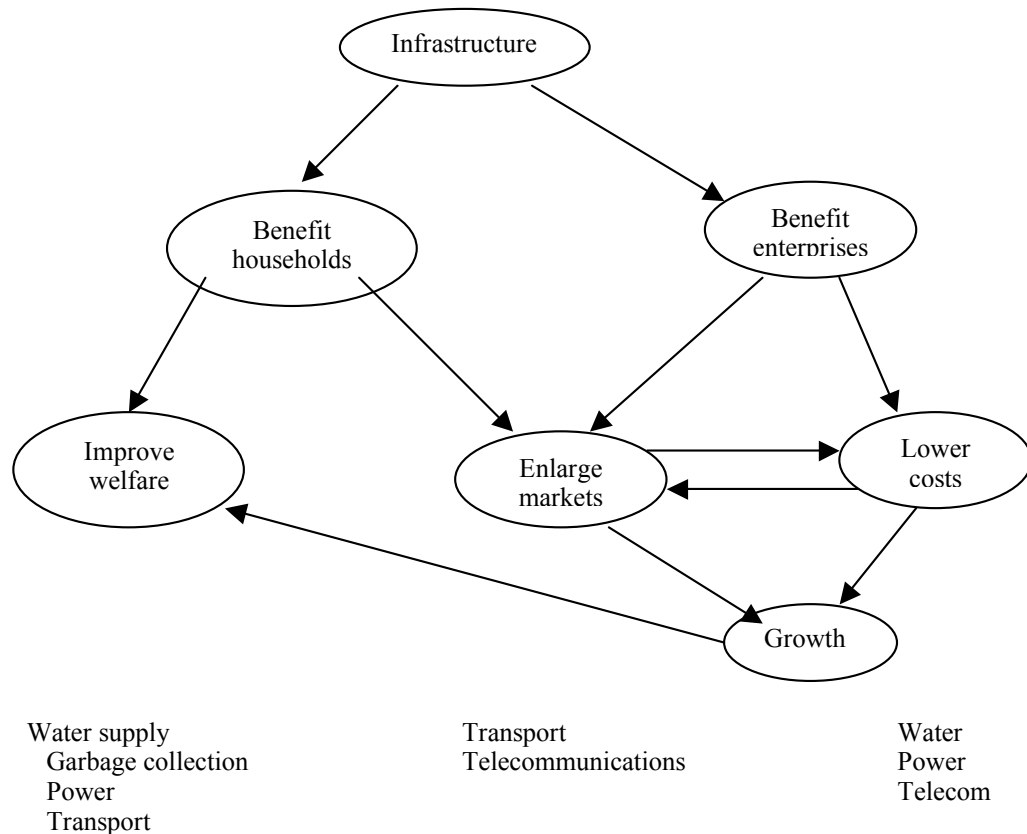 Infrastructure
Benefit
households
Benefit
enterprises
Improve
welfare
Enlarge
markets
Lower
costs
Growth
Water supply
Garbage collection
Power
Transport
Transport
Telecommunications
Water
Power
Telecom